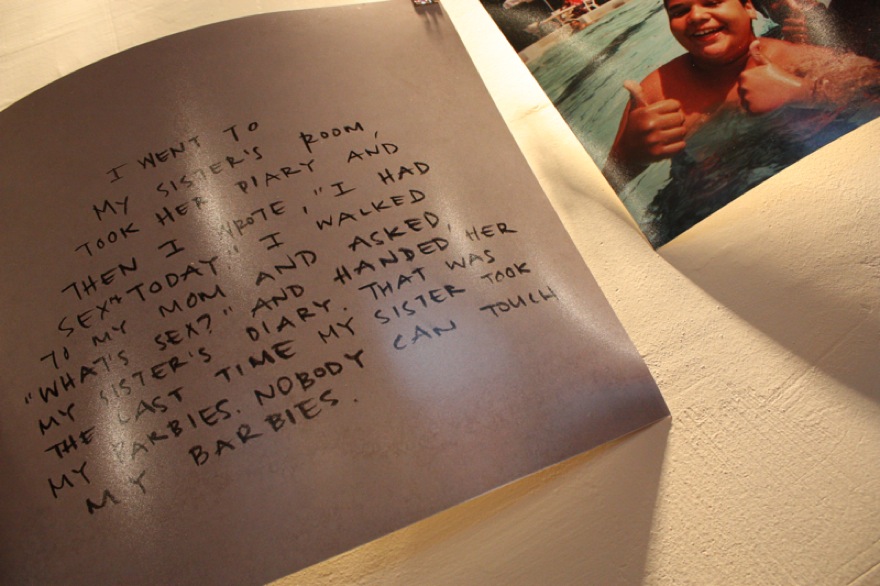 I WENT TO
MY SISTER'S ROOM,
TOOK HER DIARY AND
THEN I WROTE, "I HAD
SEX TODAY." I WALKED
TO MY MOM AND ASKED,
"WHAT'S SEX?" AND HANDED HER
MY SISTER'S DIARY. THAT WAS
THE LAST TIME MY SISTER TOOK
MY BARBIES. NOBODY CAN TOUCH
MY BARBIES.